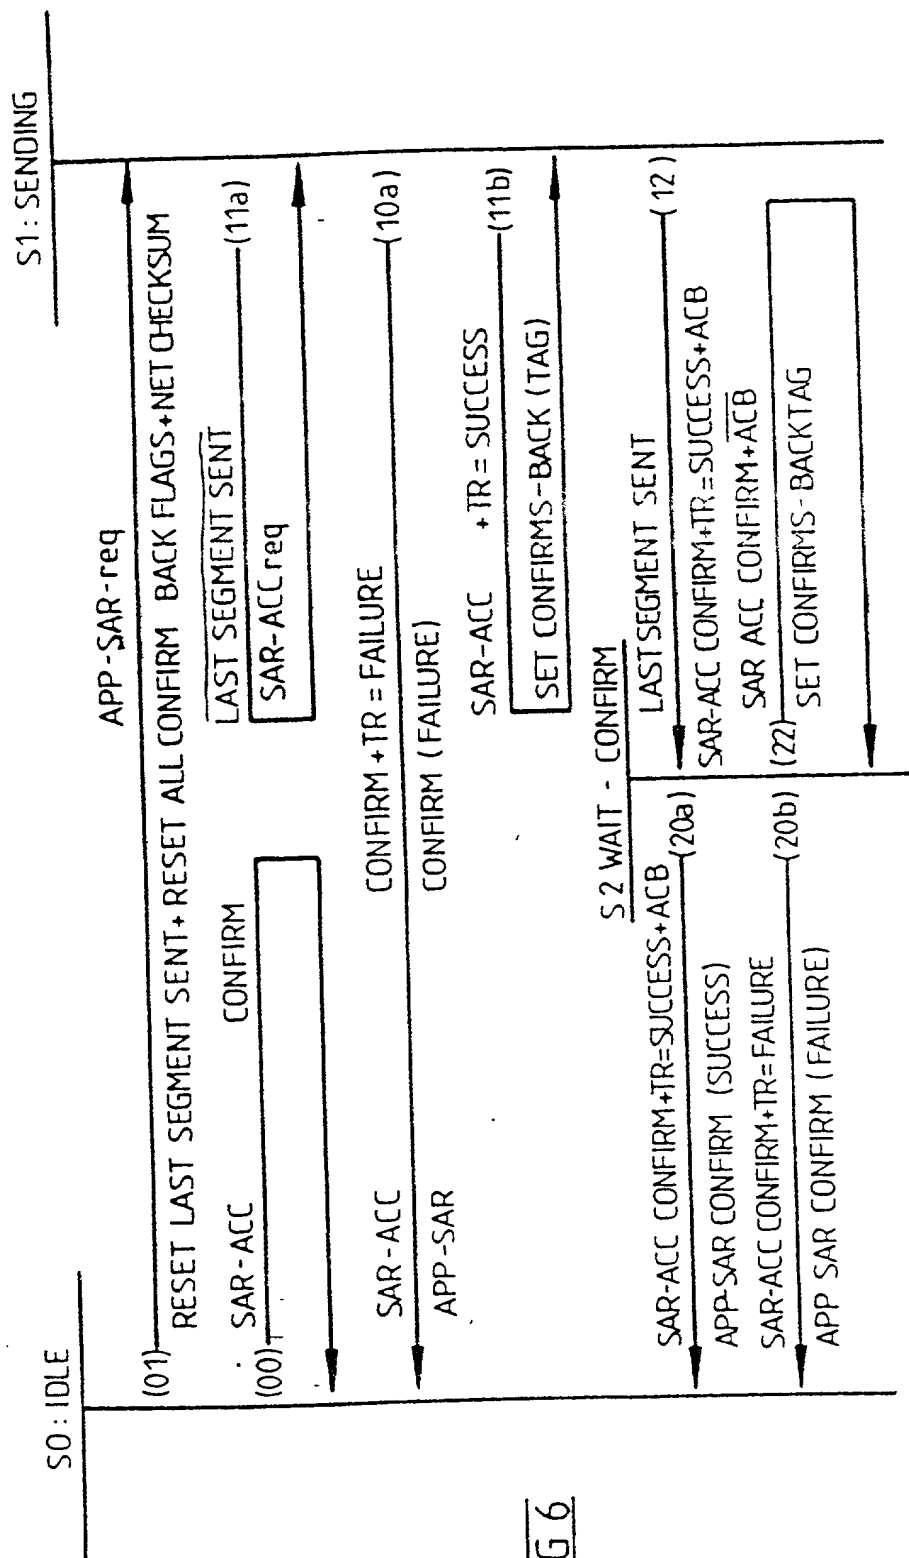 S0 : IDLE
S1 : SENDING
APP-SAR-req
(01)
RESET LAST SEGMENT SENT+ RESET ALL CONFIRM BACK FLAGS+NET CHECKSUM
SAR-ACC CONFIRM
(00)
LAST SEGMENT SENT
(11a)
SAR-ACC req
SAR-ACC CONFIRM +TR = FAILURE
(10a)
APP-SAR CONFIRM (FAILURE)
SAR-ACC +TR = SUCCESS
(11b)
SET CONFIRMS-BACK (TAG)
S2 WAIT - CONFIRM
LAST SEGMENT SENT
(12)
SAR-ACC CONFIRM+TR=SUCCESS+ACB
SAR ACC CONFIRM+ACB
(22)
SET CONFIRMS-BACKTAG
SAR-ACC CONFIRM+TR=SUCCESS+ACB
(20a)
APP-SAR CONFIRM (SUCCESS)
SAR-ACC CONFIRM+TR=FAILURE
(20b)
APP SAR CONFIRM (FAILURE)
G 6